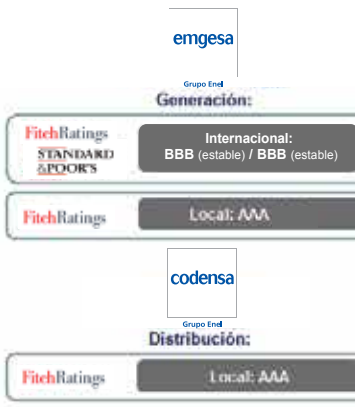 emgesa
Grupo Enel
Generación:
FitchRatings
STANDARD
&POOR'S
Internacional:
BBB (estable) / BBB (estable)
FitchRatings
Local: AAA
codensa
Grupo Enel
Distribución:
FitchRatings
Local: AAA